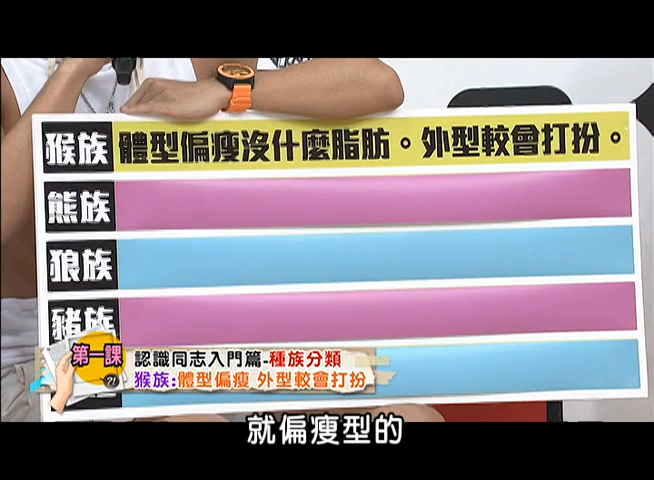 猴族 體型偏瘦沒什麼脂肪。外型較會打扮。
熊族
狼族
豬族
第一課
認識同志入門篇-種族分類
猴族:體型偏瘦 外型較會打扮
就偏瘦型的